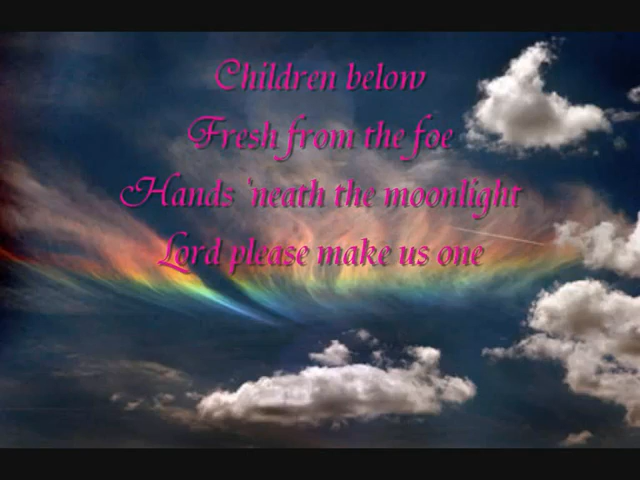 Children below
Fresh from the foe
Hands 'neath the moonlight
Lord please make us one